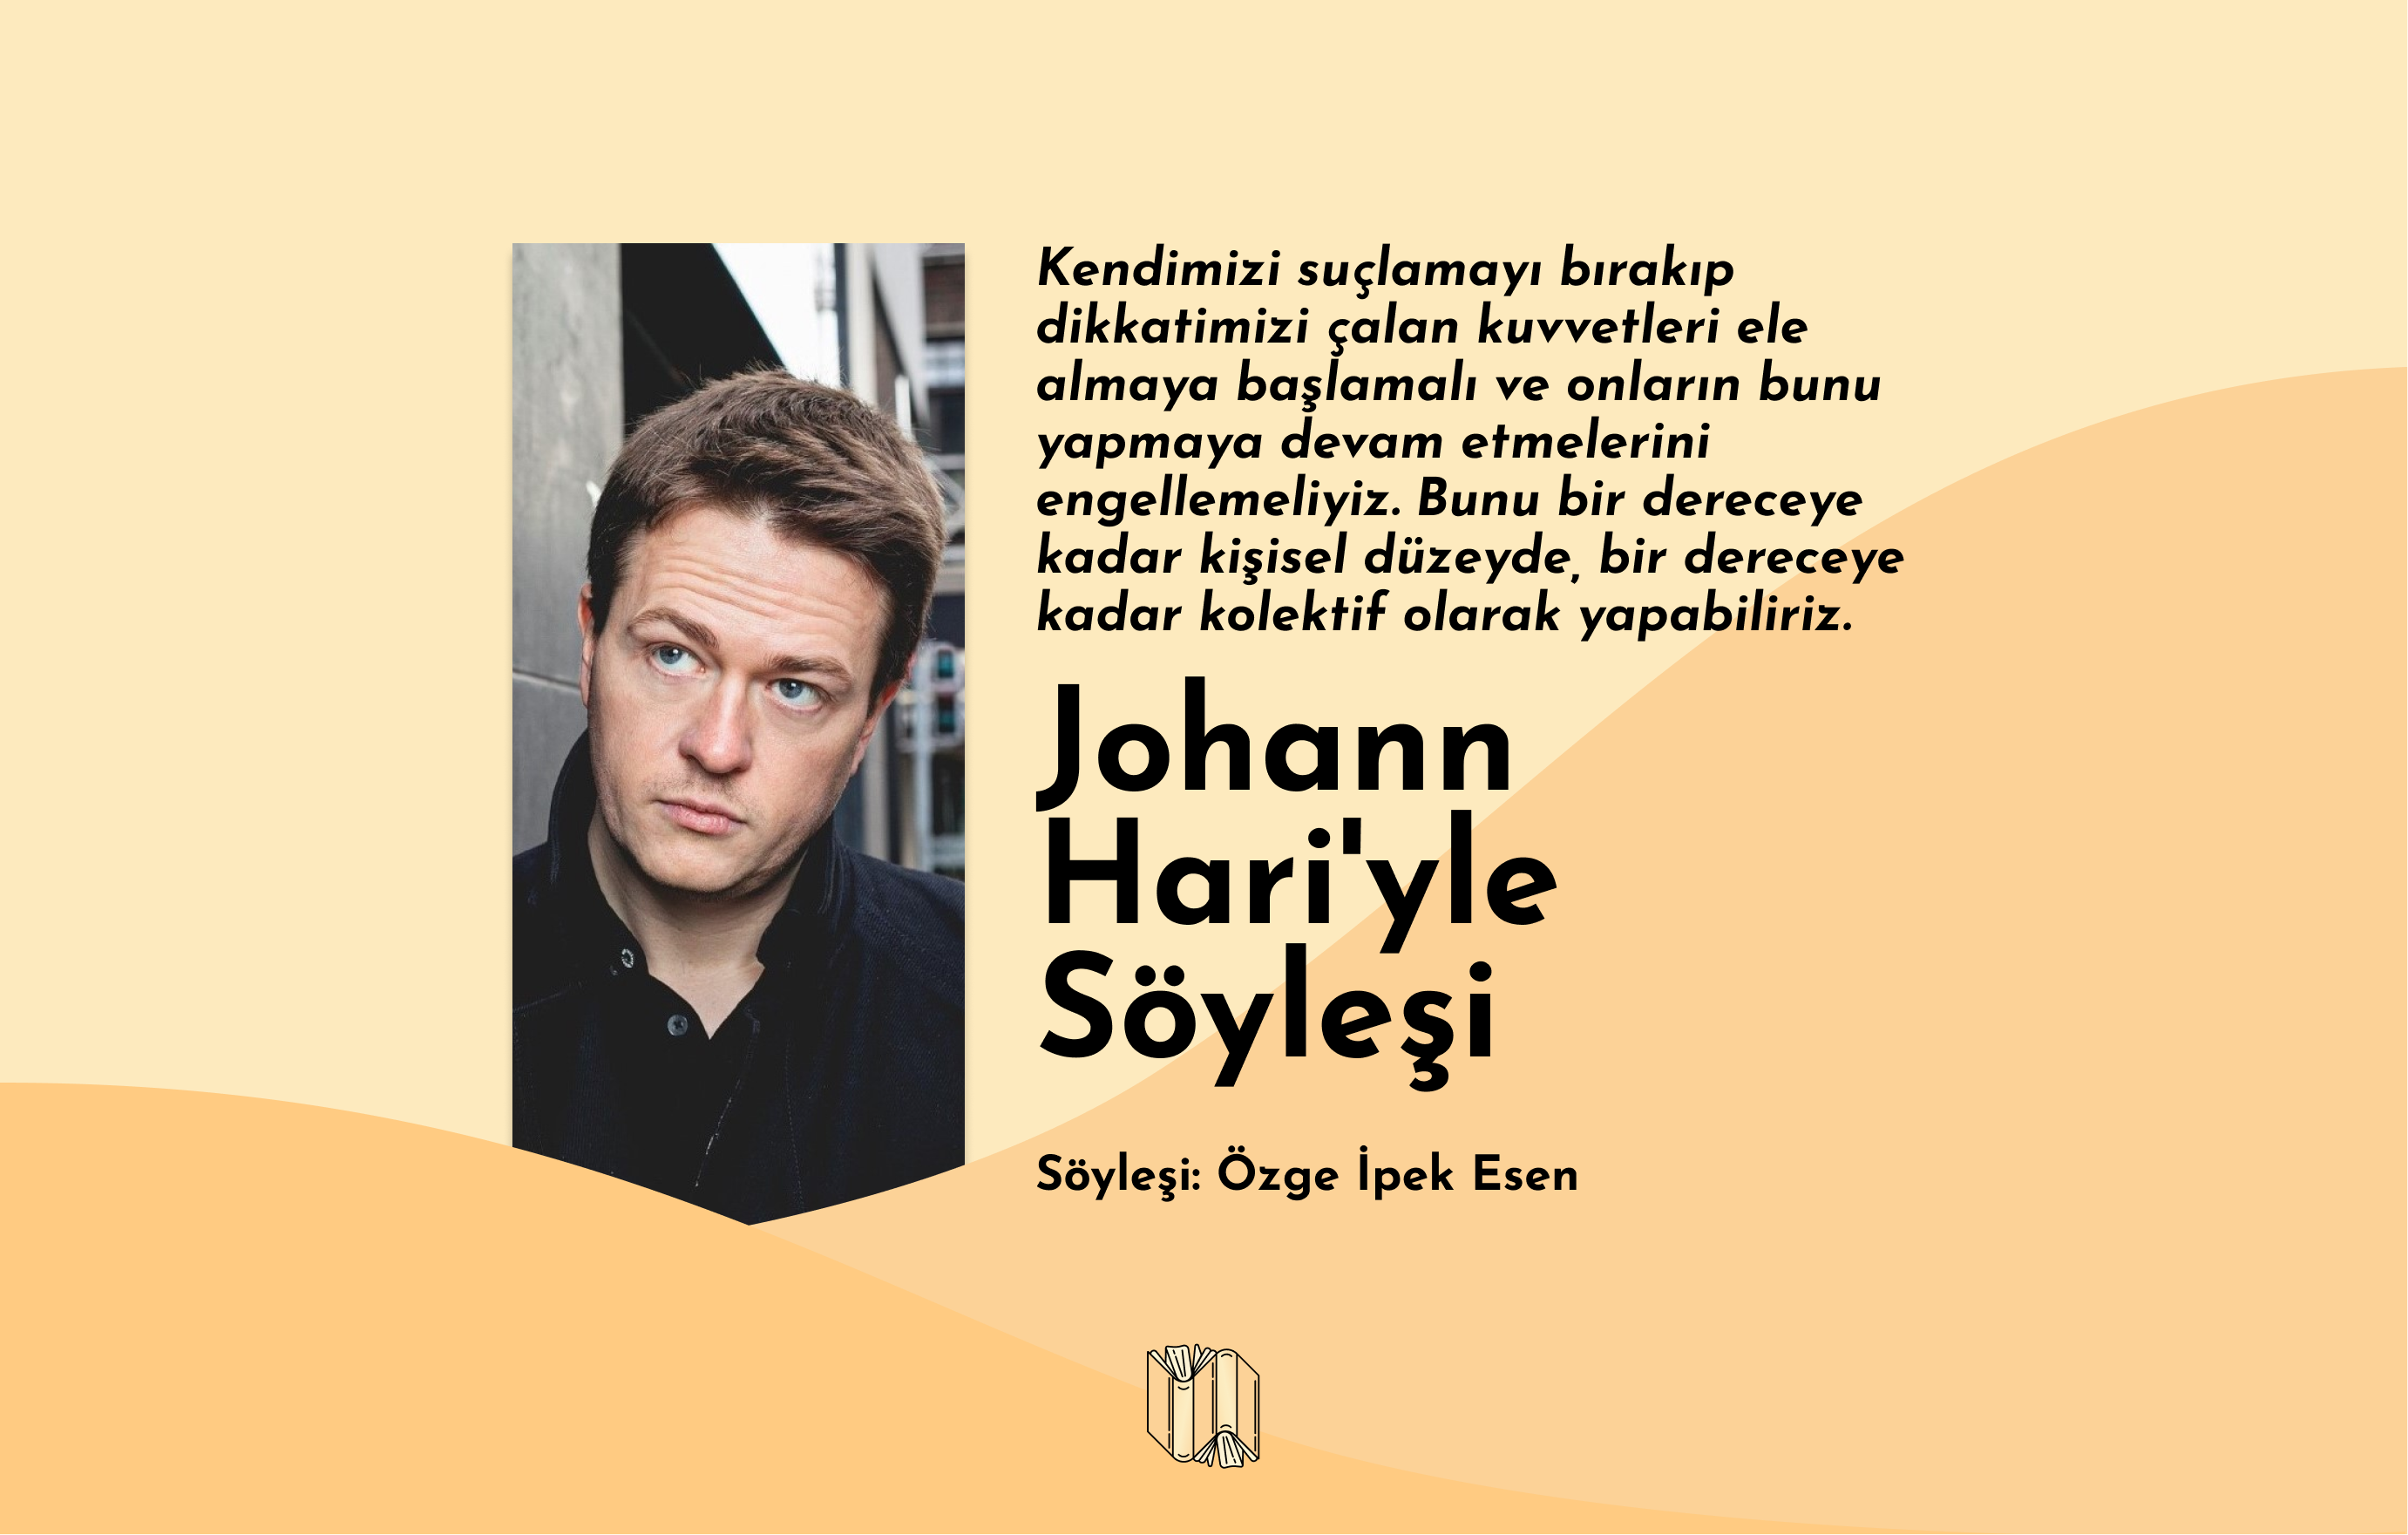 Kendimizi suçlamayı bırakıp
dikkatimizi çalan kuvvetleri ele
almaya başlamalı ve onların bunu
yapmaya devam etmelerini
engellemeliyiz. Bunu bir dereceye
kadar kişisel düzeyde, bir dereceye
kadar kolektif olarak yapabiliriz.
Johann
Hari'yle
Söyleşi
Söyleşi: Özge İpek Esen